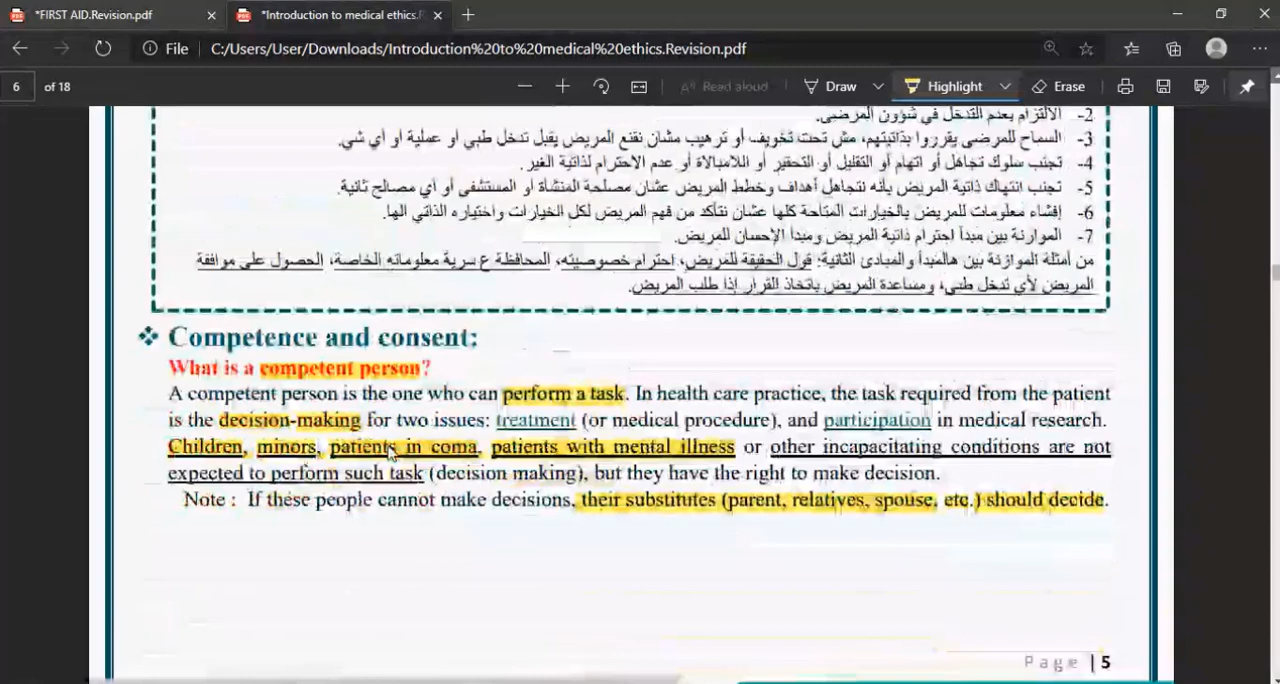 *FIRST AID.Revision.pdf
*Introduction to medical ethics.R
File C:/Users/User/Downloads/Introduction%20to%20medical%20ethics.Revision.pdf
6 of 18 Read aloud Draw Highlight Erase
2- الالتزام بعدم التدخل في شؤون المرضى.
3- السماح للمرضى يقرروا بذاتيتهم، مش تحت تخويف أو ترهيب مشان نقنع المريض يقبل تدخل طبي أو عملية او أي شي.
4- تجنب سلوك تجاهل أو اتهام أو التقليل أو التحقير أو اللامبالاة أو عدم الاحترام لذاتية الغير.
5- تجنب انتهاك ذاتية المريض بأنه نتجاهل أهداف وخطط المريض عشان مصلحة المنشأة او المستشفى أو أي مصالح ثانية.
6- إفشاء معلومات للمريض بالخيارات المتاحة كلها عشان نتأكد من فهم المريض لكل الخيارات واختياره الذاتي الها.
7- الموازنة بين مبدأ احترام ذاتية المريض ومبدأ الإحسان للمريض.
من أمثلة الموازنة بين هالمبدأ والمبادئ الثانية: قول الحقيقة للمريض، احترام خصوصيته، المحافظة ع سرية معلوماته الخاصة، الحصول على موافقة
المريض لأي تدخل طبي، ومساعدة المريض باتخاذ القرار إذا طلب المريض.
❖ Competence and consent:
What is a competent person?
A competent person is the one who can perform a task. In health care practice, the task required from the patient
is the decision-making for two issues: treatment (or medical procedure), and participation in medical research.
Children, minors, patients in coma, patients with mental illness or other incapacitating conditions are not
expected to perform such task (decision making), but they have the right to make decision.
Note : If these people cannot make decisions, their substitutes (parent, relatives, spouse, etc.) should decide.
Page | 5